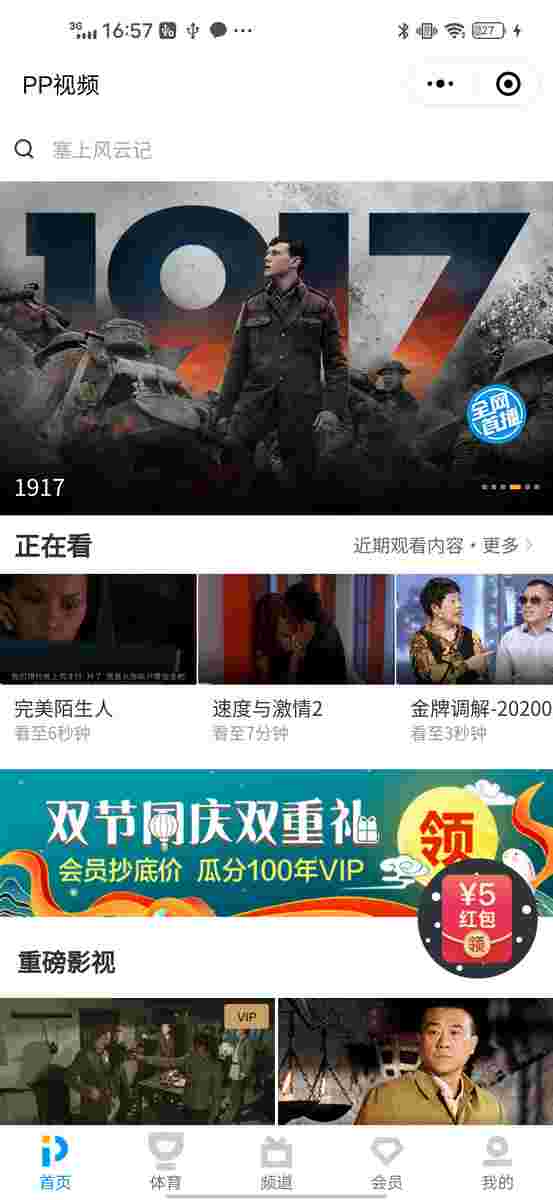 3G
16:57
27
PP视频
塞上风云记
1917
全网
首播
1917
正在看
近期观看内容·更多
完美陌生人
看至6秒钟
速度与激情2
看至7分钟
金牌调解-20200
看至3秒钟
双节同庆双重礼
会员抄底价 瓜分100年VIP
领
¥5
红包
领
重磅影视
VIP
首页
体育
频道
会员
我的